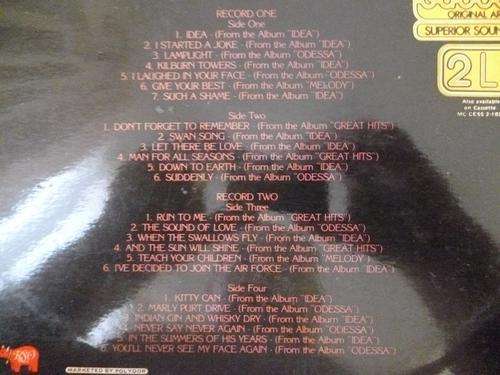 RECORD ONE
Side One
1. IDEA - (From the Album "IDEA")
2. I STARTED A JOKE - (From the Album "IDEA")
3. LAMPLIGHT - (From the Album "ODESSA")
4. KILBURN TOWERS - (From the Album "IDEA")
5. I LAUGHED IN YOUR FACE - (From the Album "ODESSA")
6. GIVE YOUR BEST - (From the Album "MELODY")
7. SUCH A SHAME - (From the Album "IDEA")
Side Two
1. DON'T FORGET TO REMEMBER - (From the Album "GREAT HITS")
2. SWAN SONG - (From the Album "IDEA")
3. LET THERE BE LOVE - (From the Album "IDEA")
4. MAN FOR ALL SEASONS - (From the Album "GREAT HITS")
5. DOWN TO EARTH - (From the Album "IDEA")
6. SUDDENLY - (From the Album "ODESSA")
RECORD TWO
Side Three
1. RUN TO ME - (From the Album "GREAT HITS")
2. THE SOUND OF LOVE - (From the Album "ODESSA")
3. WHEN THE SWALLOWS FLY - (From the Album "IDEA")
4. AND THE SUN WILL SHINE - (From the Album "GREAT HITS")
5. TEACH YOUR CHILDREN - (From the Album "MELODY")
6. I'VE DECIDED TO JOIN THE AIR FORCE - (From the Album "IDEA")
Side Four
1. KITTY CAN - (From the Album "IDEA")
2. MARLY PURT DRIVE - (From the Album "ODESSA")
INDIAN GIN AND WHISKY DRY - (From the Album "IDEA")
NEVER SAY NEVER AGAIN - (From the Album "ODESSA")
IN THE SUMMERS OF HIS YEARS - (From the Album "IDEA")
YOU'LL NEVER SEE MY FACE AGAIN - (From the Album "ODESSA")
ORIGINAL
SUPERIOR
2
Also available
on Cassette
RSO
MARKETED BY POLYDOR